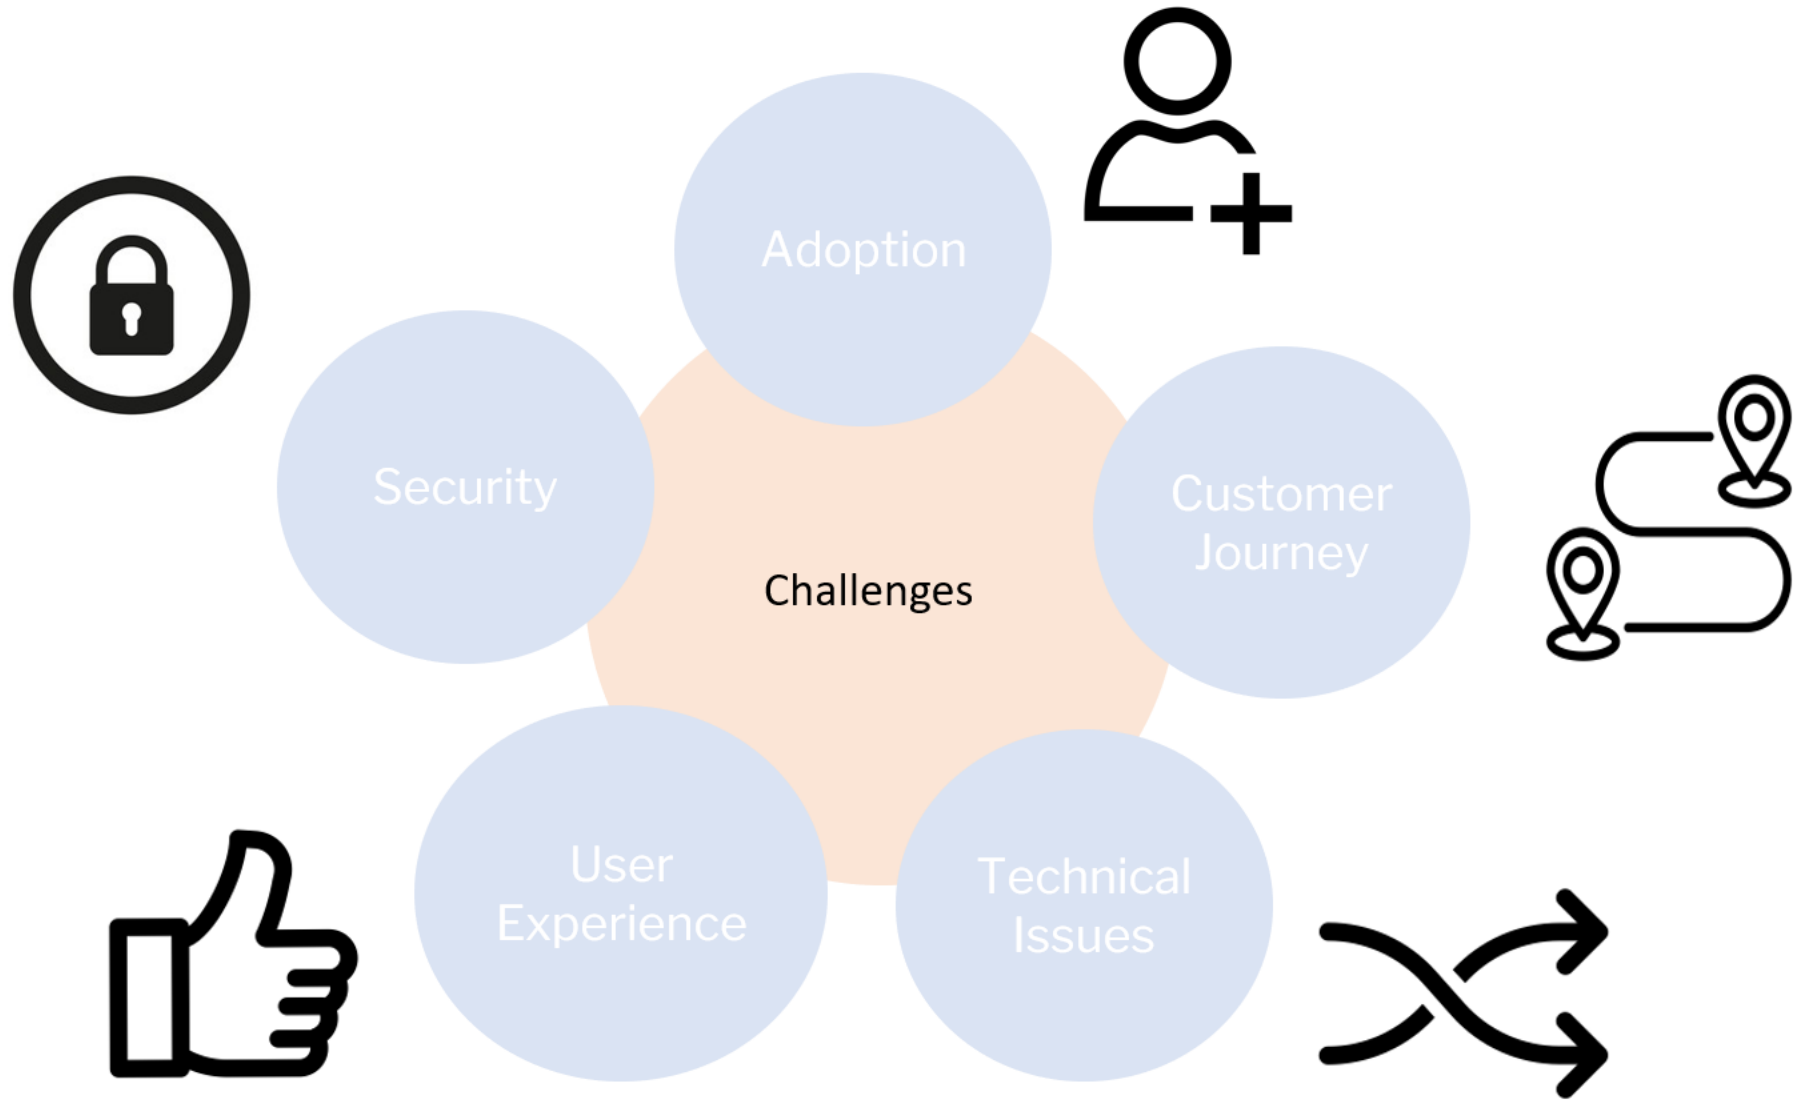 Adoption
Security
Customer
Journey
Challenges
User
Experience
Technical
Issues